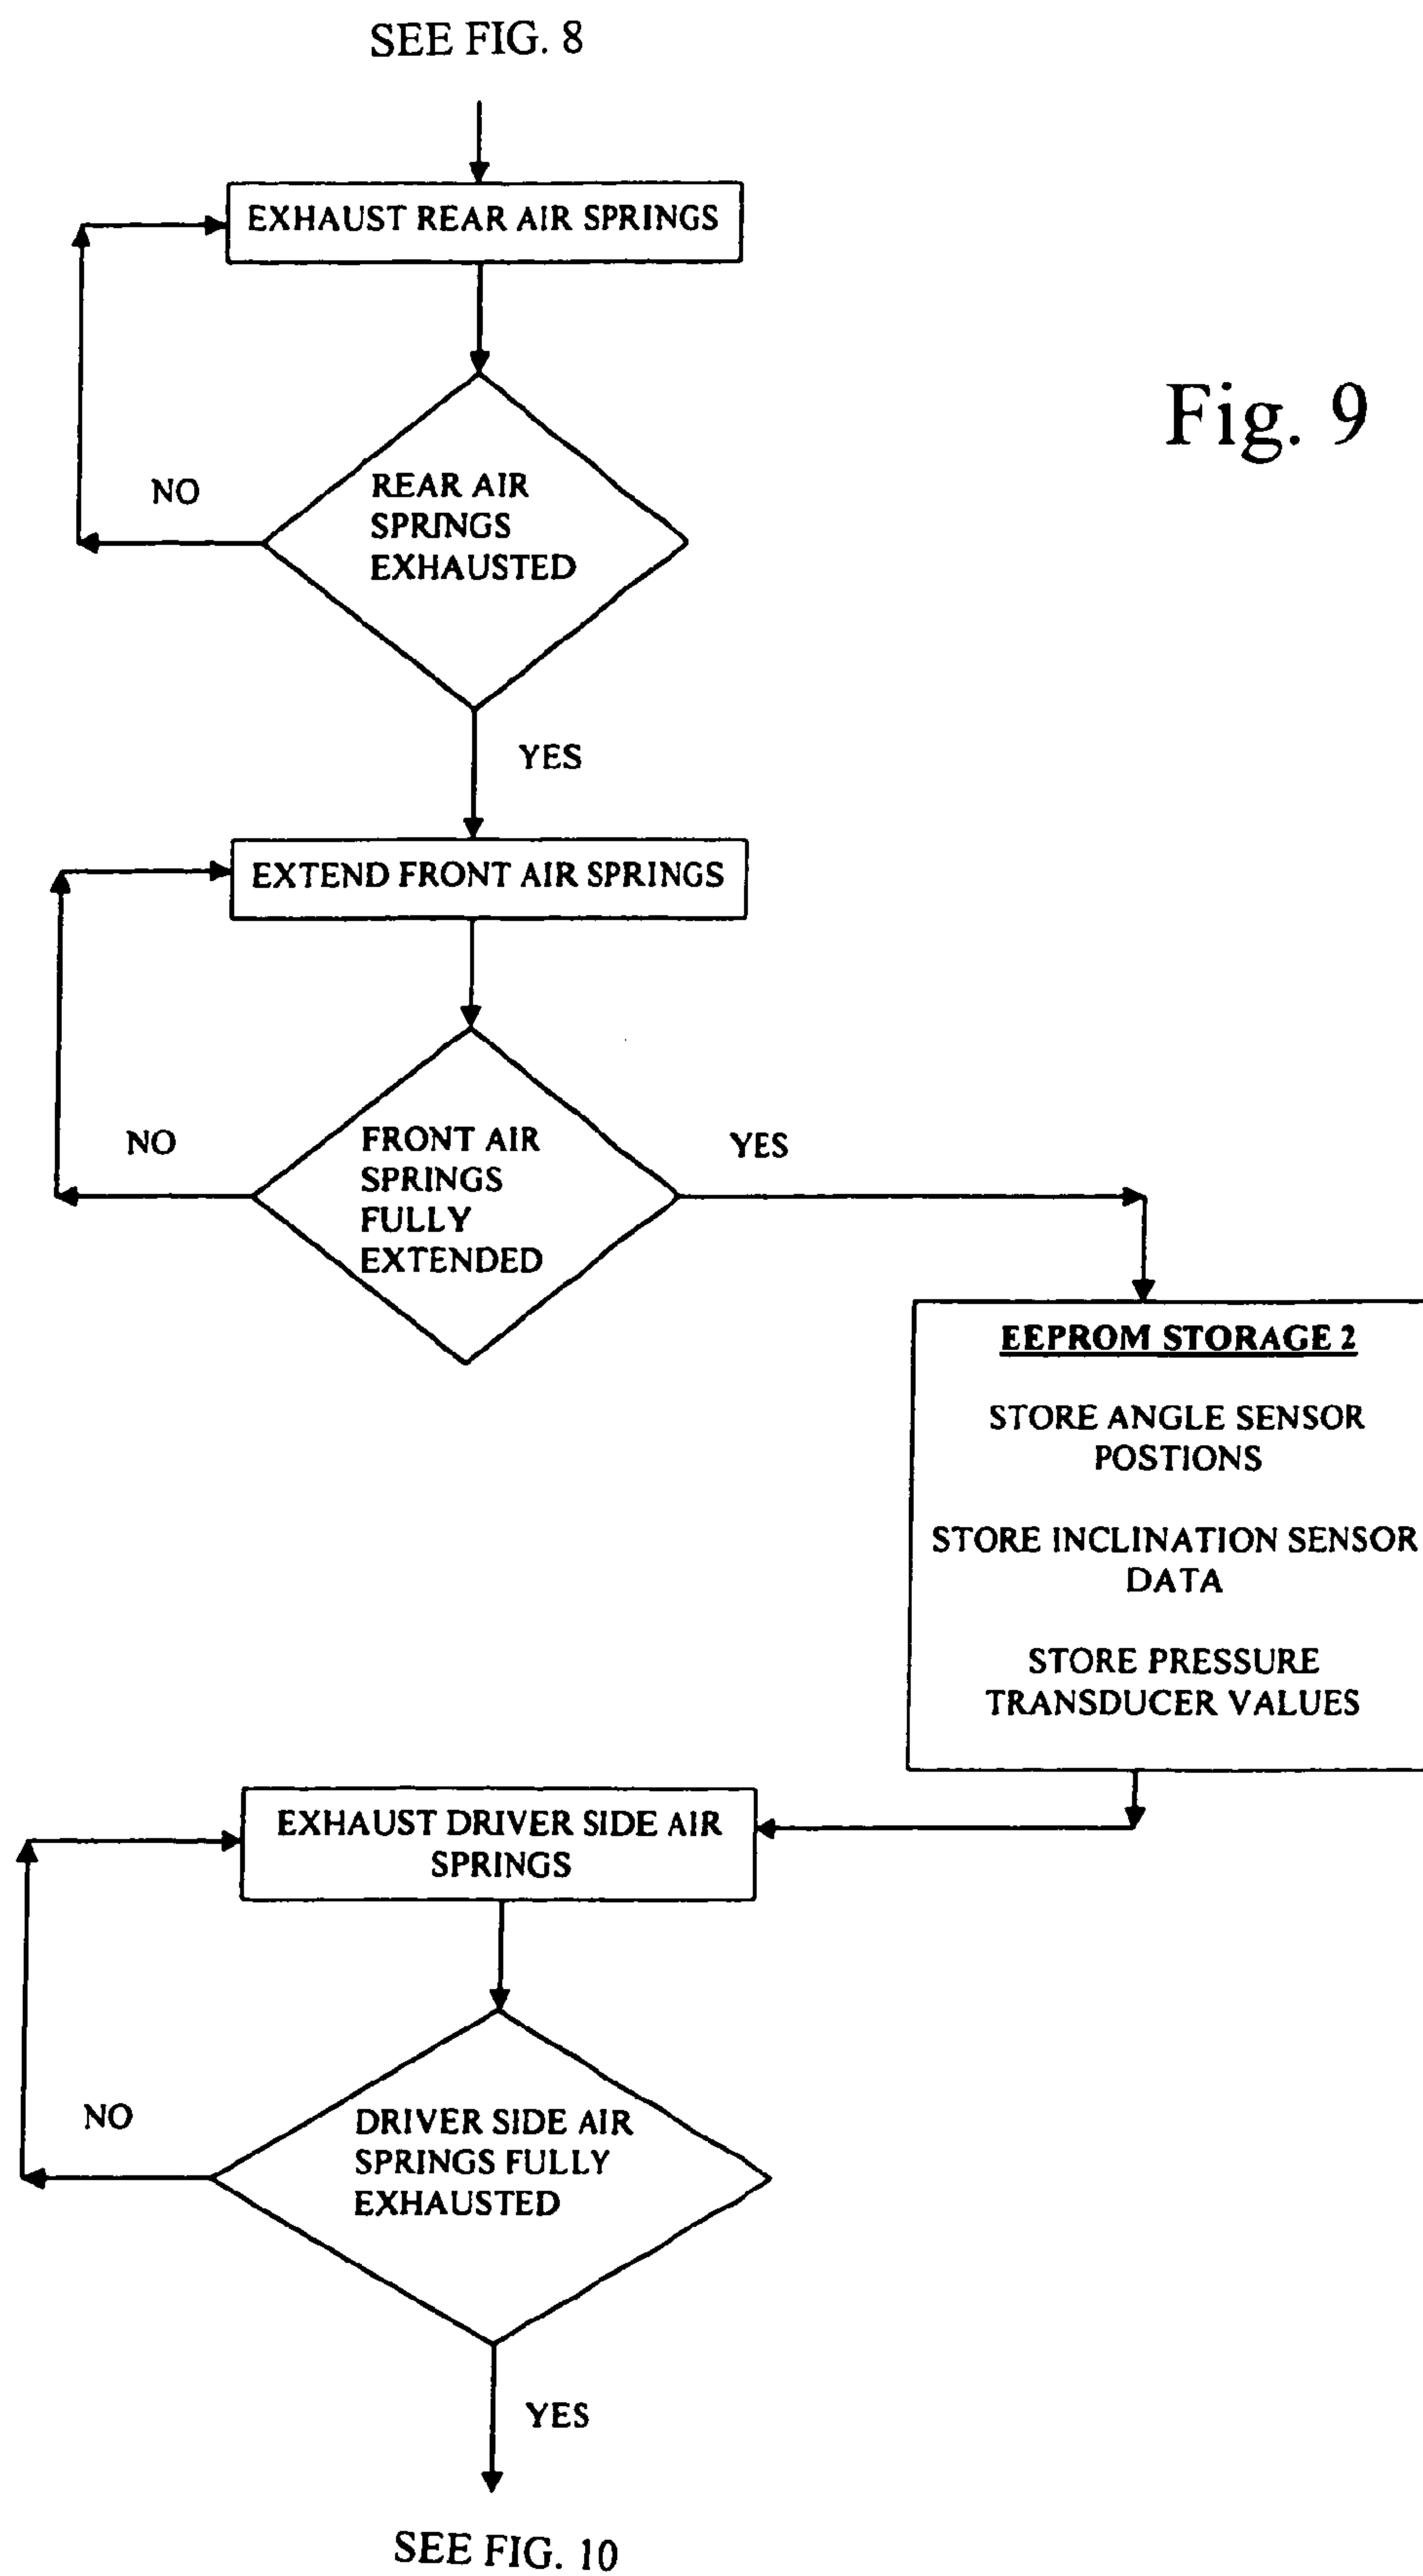 SEE FIG. 8
EXHAUST REAR AIR SPRINGS
Fig. 9
REAR AIR
SPRINGS
EXHAUSTED
NO
YES
EXTEND FRONT AIR SPRINGS
FRONT AIR
SPRINGS
FULLY
EXTENDED
NO
YES
EEPROM STORAGE 2
STORE ANGLE SENSOR
POSTIONS
STORE INCLINATION SENSOR
DATA
STORE PRESSURE
TRANSDUCER VALUES
EXHAUST DRIVER SIDE AIR
SPRINGS
DRIVER SIDE AIR
SPRINGS FULLY
EXHAUSTED
NO
YES
SEE FIG. 10